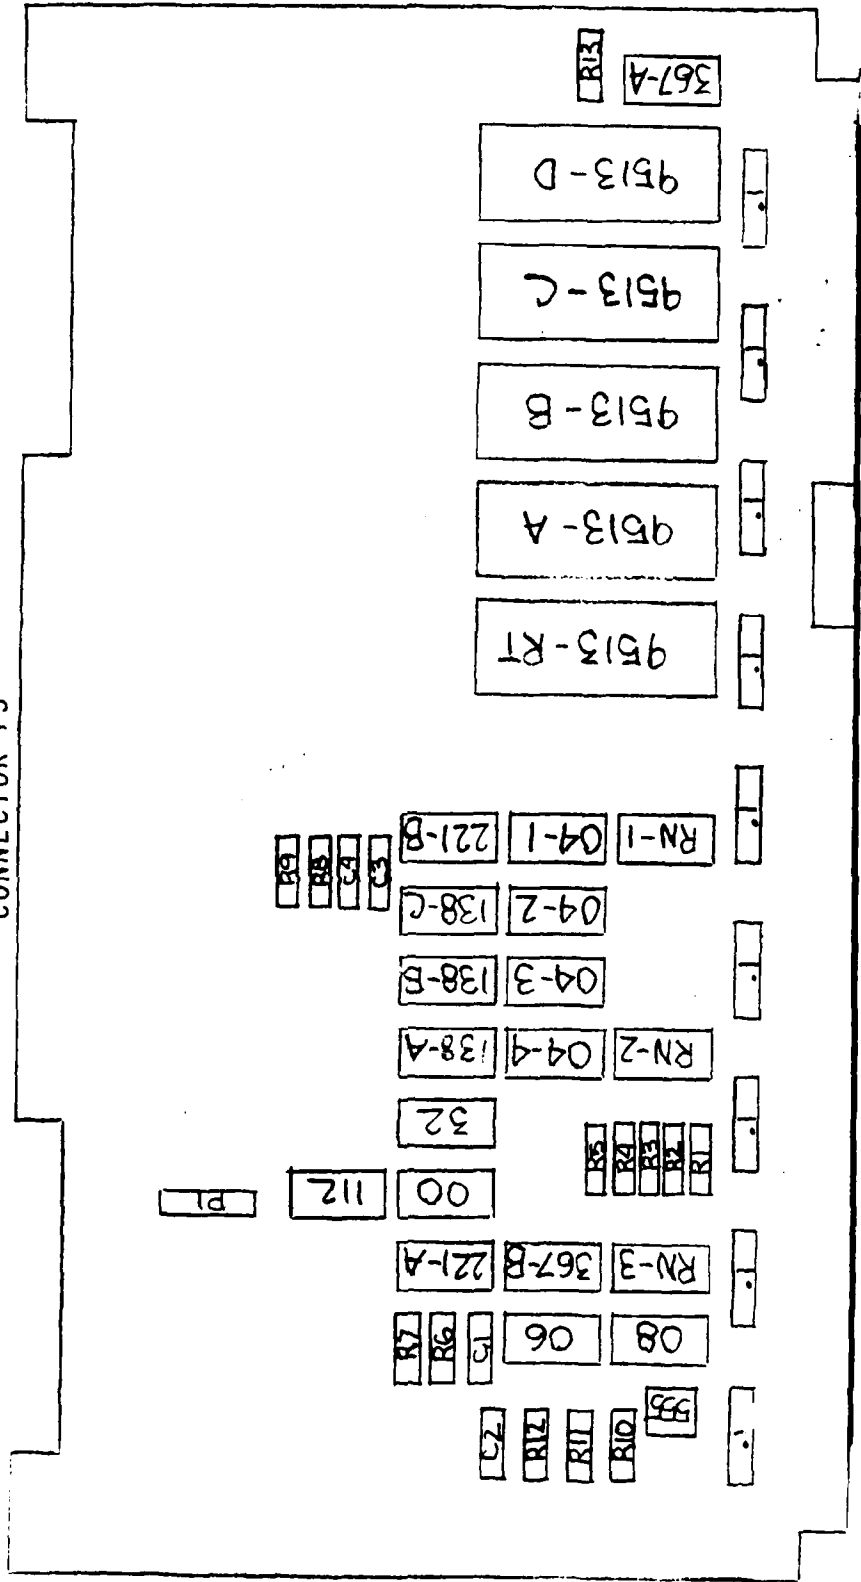 R13
367-A
9513-D
9513-C
9513-B
9513-A
9513-RT
CONNECTOR
R9
R8
C4
C3
221-B
04-1
RN-1
138-C
04-2
138-B
04-3
138-A
04-4
RN-2
32
R5
R4
R3
R2
R1
P1
112
00
221-A
367-B
RN-3
R7
R6
C1
06
08
555
C2
R12
R11
R10